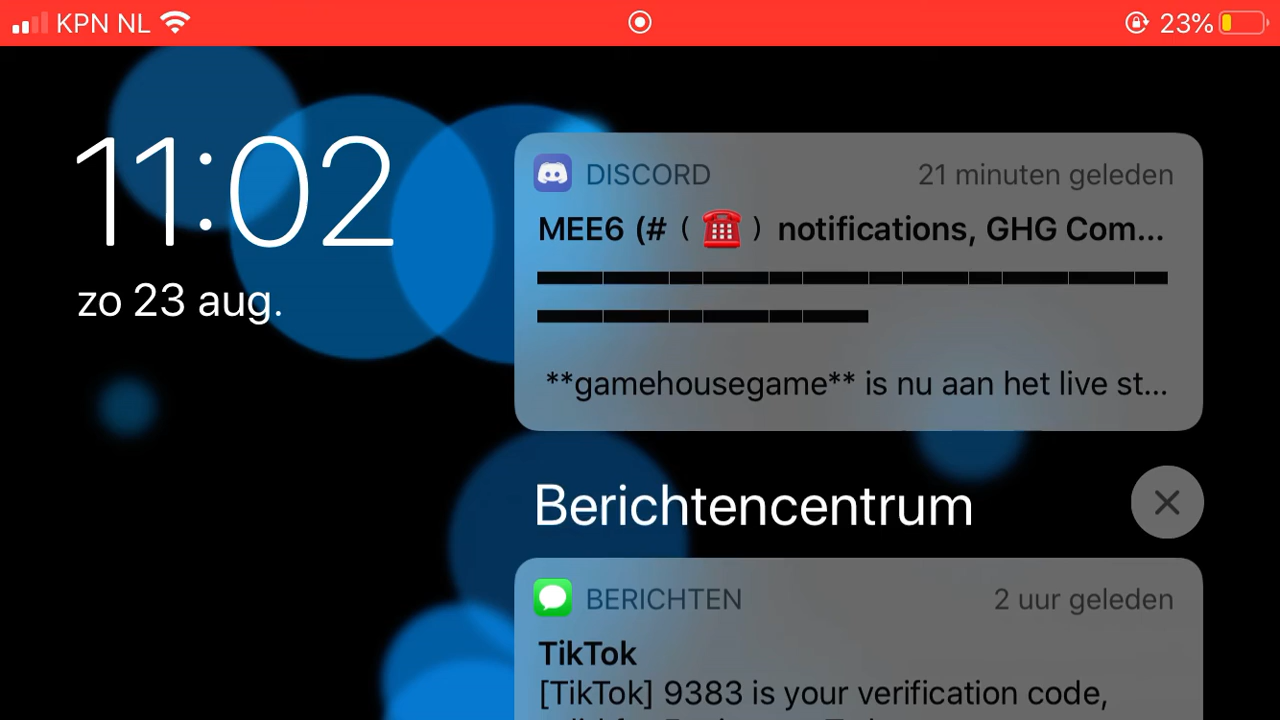 KPN NL
23%
11:02
zo 23 aug.
DISCORD
21 minuten geleden
MEE6 (# ( ☎️ ) notifications, GHG Com...
**gamehousegame** is nu aan het live st...
Berichtencentrum
BERICHTEN
2 uur geleden
TikTok
[TikTok] 9383 is your verification code,